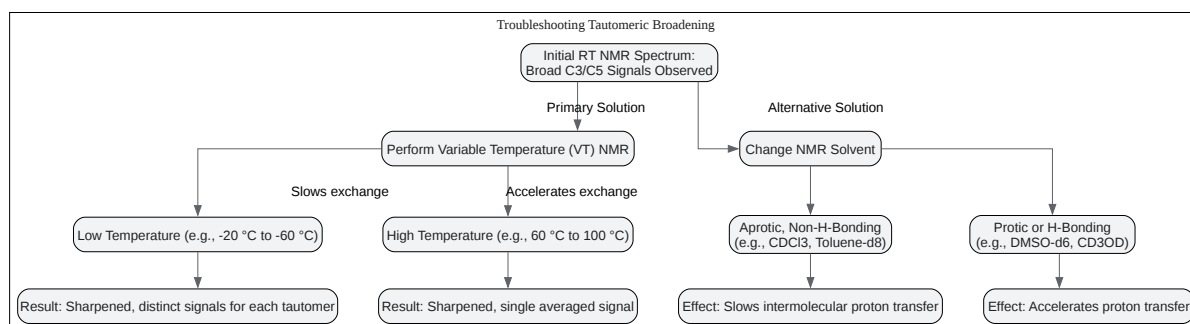 Troubleshooting Tautomeric Broadening
Initial RT NMR Spectrum:
Broad C3/C5 Signals Observed
Primary Solution
Alternative Solution
Perform Variable Temperature (VT) NMR
Change NMR Solvent
Slows exchange
Accelerates exchange
Low Temperature (e.g., -20 °C to -60 °C)
High Temperature (e.g., 60 °C to 100 °C)
Aprotic, Non-H-Bonding
(e.g., CDCl3, Toluene-d8)
Protic or H-Bonding
(e.g., DMSO-d6, CD3OD)
Result: Sharpened, distinct signals for each tautomer
Result: Sharpened, single averaged signal
Effect: Slows intermolecular proton transfer
Effect: Accelerates proton transfer